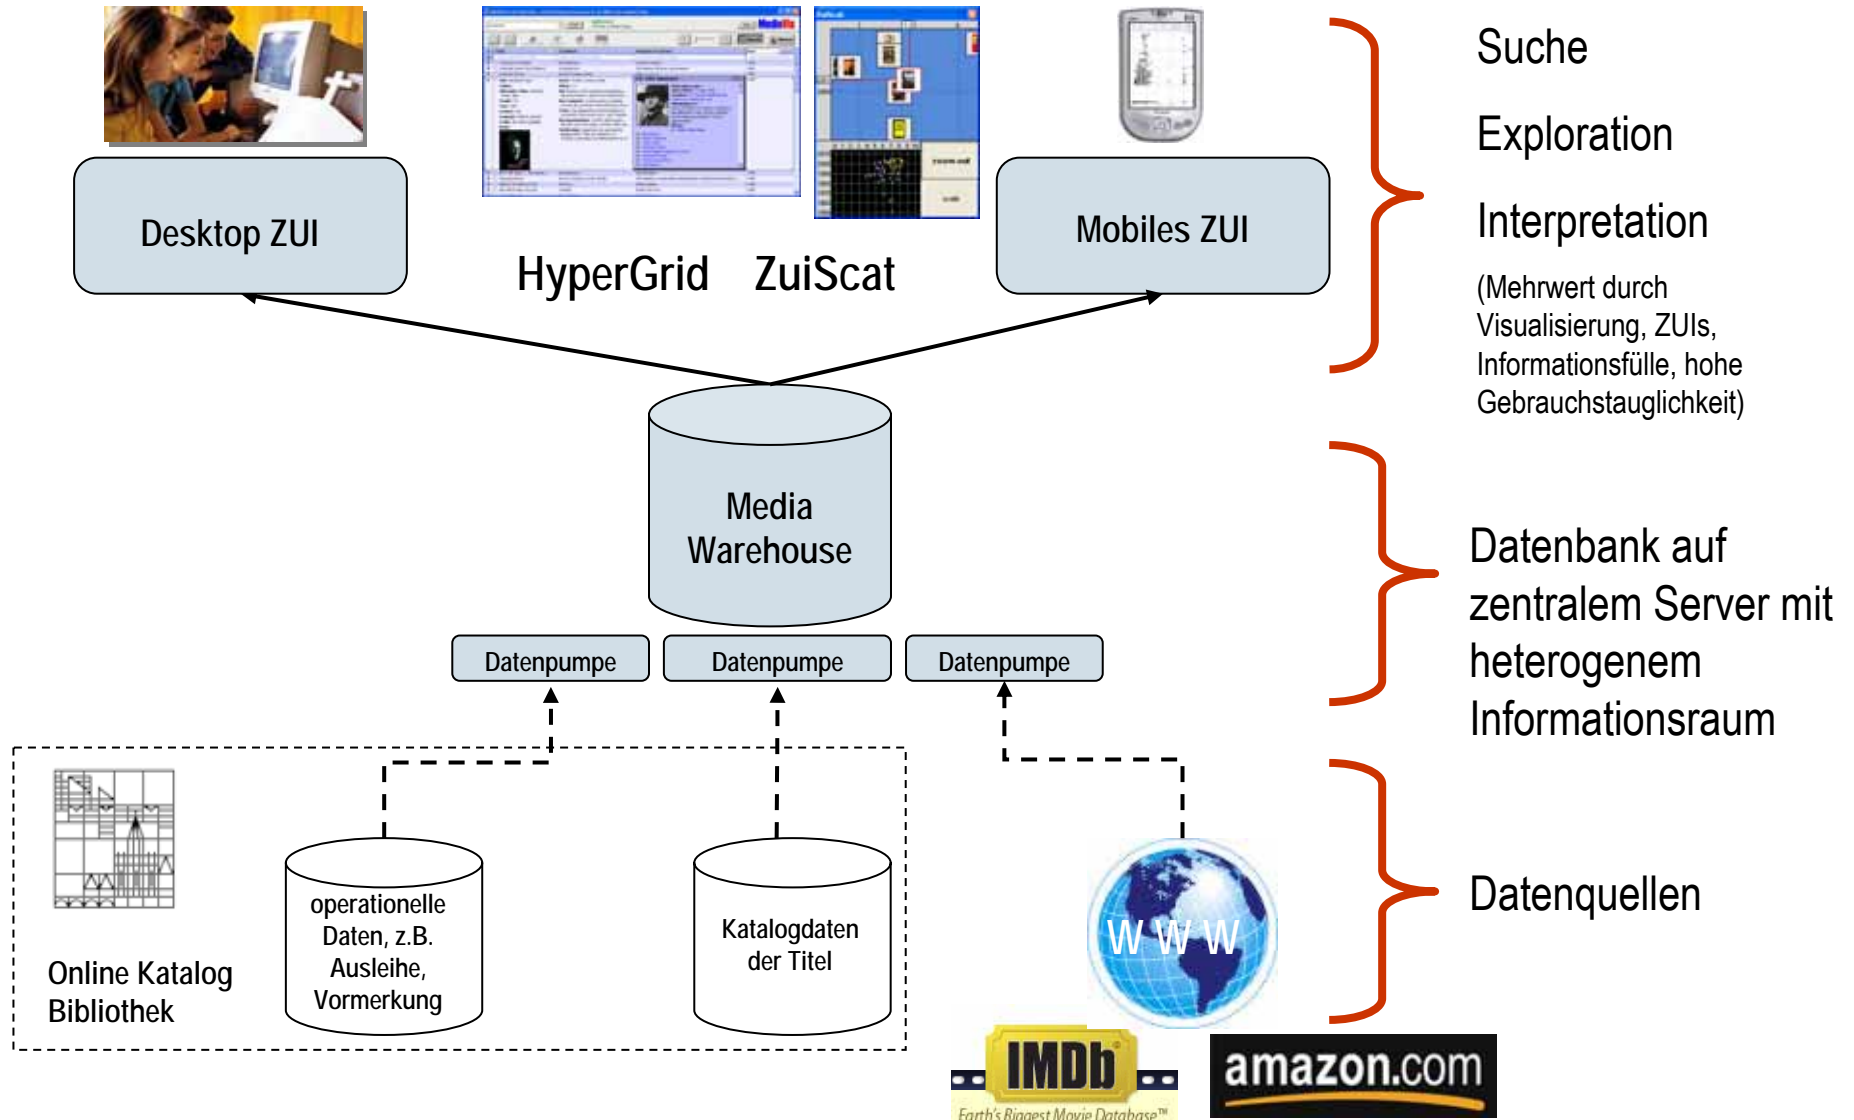 Suche
Exploration
Interpretation
(Mehrwert durch
Visualisierung, ZUIs,
Informationsfülle, hohe
Gebrauchstauglichkeit)
Desktop ZUI
HyperGrid
ZuiScat
Mobiles ZUI
zoom out
Media
Warehouse
Datenbank auf
zentralem Server mit
heterogenem
Informationsraum
Datenpumpe
Datenpumpe
Datenpumpe
Online Katalog
Bibliothek
operationelle
Daten, z.B.
Ausleihe,
Vormerkung
Katalogdaten
der Titel
W W W
Datenquellen
IMDb
Earth's Biggest Movie Database™
amazon.com